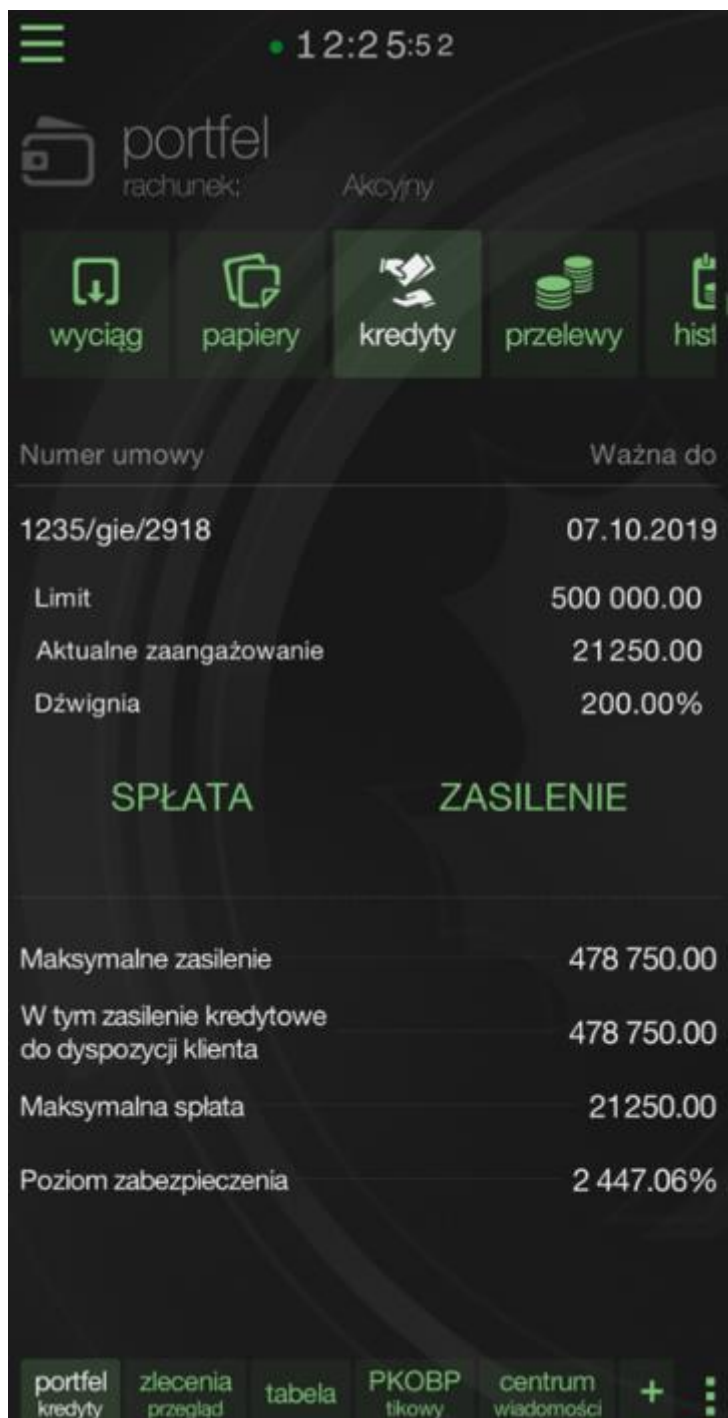 12:25:52
portfel
rachunek: Akcyjny
wyciąg papiery kredyty przelewy hist
Numer umowy Ważna do
1235/gie/2918 07.10.2019
Limit 500 000.00
Aktualne zaangażowanie 21250.00
Dźwignia 200.00%
SPŁATA ZASILENIE
Maksymalne zasilenie 478 750.00
W tym zasilenie kredytowe
do dyspozycji klienta 478 750.00
Maksymalna spłata 21250.00
Poziom zabezpieczenia 2 447.06%
portfel zlecenia tabela PKOBP centrum +
kredyty przegląd tikowy wiadomości